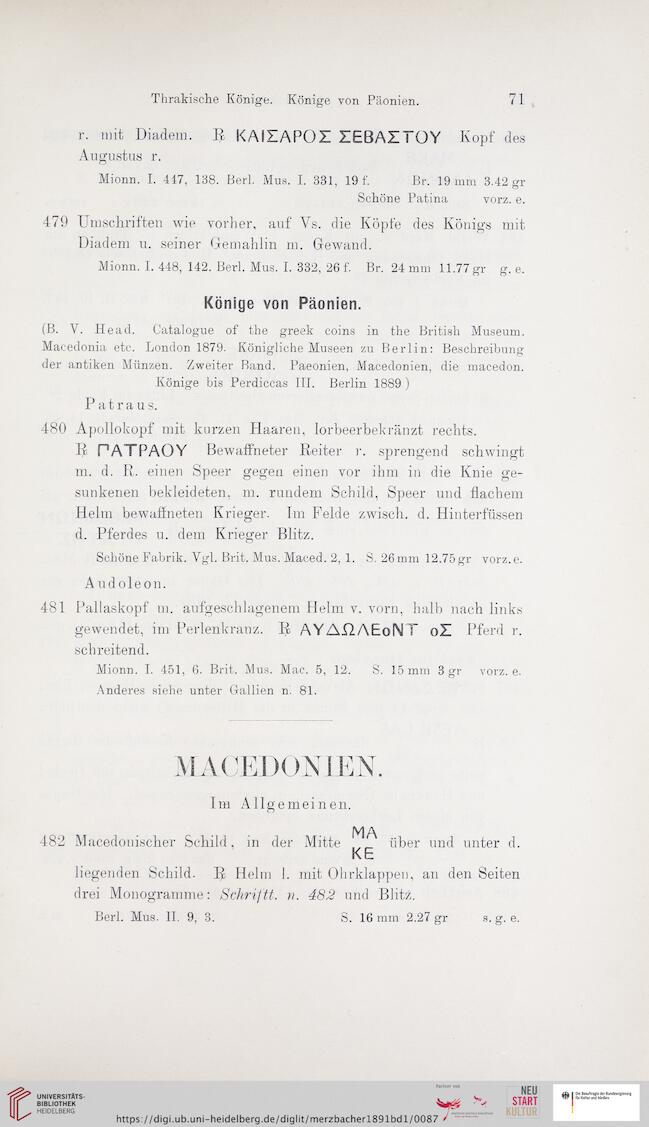 Thrakische Könige. Könige von Päonien. 71
r. mit Diadem. ℞ ΚΑΙΣΑΡΟΣ ΣΕΒΑΣΤΟΥ Kopf des
Augustus r.
Mionn. I. 447, 138. Berl. Mus. I. 331, 19 f. Br. 19 mm 3.42 gr
Schöne Patina vorz. e.
479 Umschriften wie vorher, auf Vs. die Köpfe des Königs mit
Diadem u. seiner Gemahlin m. Gewand.
Mionn. I. 448, 142. Berl. Mus. I. 332, 26 f. Br. 24 mm 11.77 gr g. e.
Könige von Päonien.
(B. V. Head. Catalogue of the greek coins in the British Museum.
Macedonia etc. London 1879. Königliche Museen zu Berlin: Beschreibung
der antiken Münzen. Zweiter Band. Paeonien, Macedonien, die macedon.
Könige bis Perdiccas III. Berlin 1889)
Patraus.
480 Apollokopf mit kurzen Haaren, lorbeerbekränzt rechts.
℞ ΠΑΤΡΑΟΥ Bewaffneter Reiter r. sprengend schwingt
m. d. R. einen Speer gegen einen vor ihm in die Knie ge-
sunkenen bekleideten, m. rundem Schild, Speer und flachem
Helm bewaffneten Krieger. Im Felde zwisch. d. Hinterfüssen
d. Pferdes u. dem Krieger Blitz.
Schöne Fabrik. Vgl. Brit. Mus. Maced. 2, 1. S. 26 mm 12.75 gr vorz. e.
Audoleon.
481 Pallaskopf m. aufgeschlagenem Helm v. vorn, halb nach links
gewendet, im Perlenkranz. ℞ ΑΥΔΩΛΕοΝΤ οΣ Pferd r.
schreitend.
Mionn. I. 451, 6. Brit. Mus. Mac. 5, 12. S. 15 mm 3 gr vorz. e.
Anderes siehe unter Gallien n. 81.
MACEDONIEN.
Im Allgemeinen.
482 Macedonischer Schild, in der Mitte ΜΑ ΚΕ über und unter d.
liegenden Schild. ℞ Helm l. mit Ohrklappen, an den Seiten
drei Monogramme: Schriftt. n. 482 und Blitz.
Berl. Mus. II. 9, 3. S. 16 mm 2.27 gr s. g. e.
UNIVERSITÄTS-
BIBLIOTHEK
HEIDELBERG
https://digi.ub.uni-heidelberg.de/diglit/merzbacher1891bd1/0087
Partner von
NEU
START
KULTUR